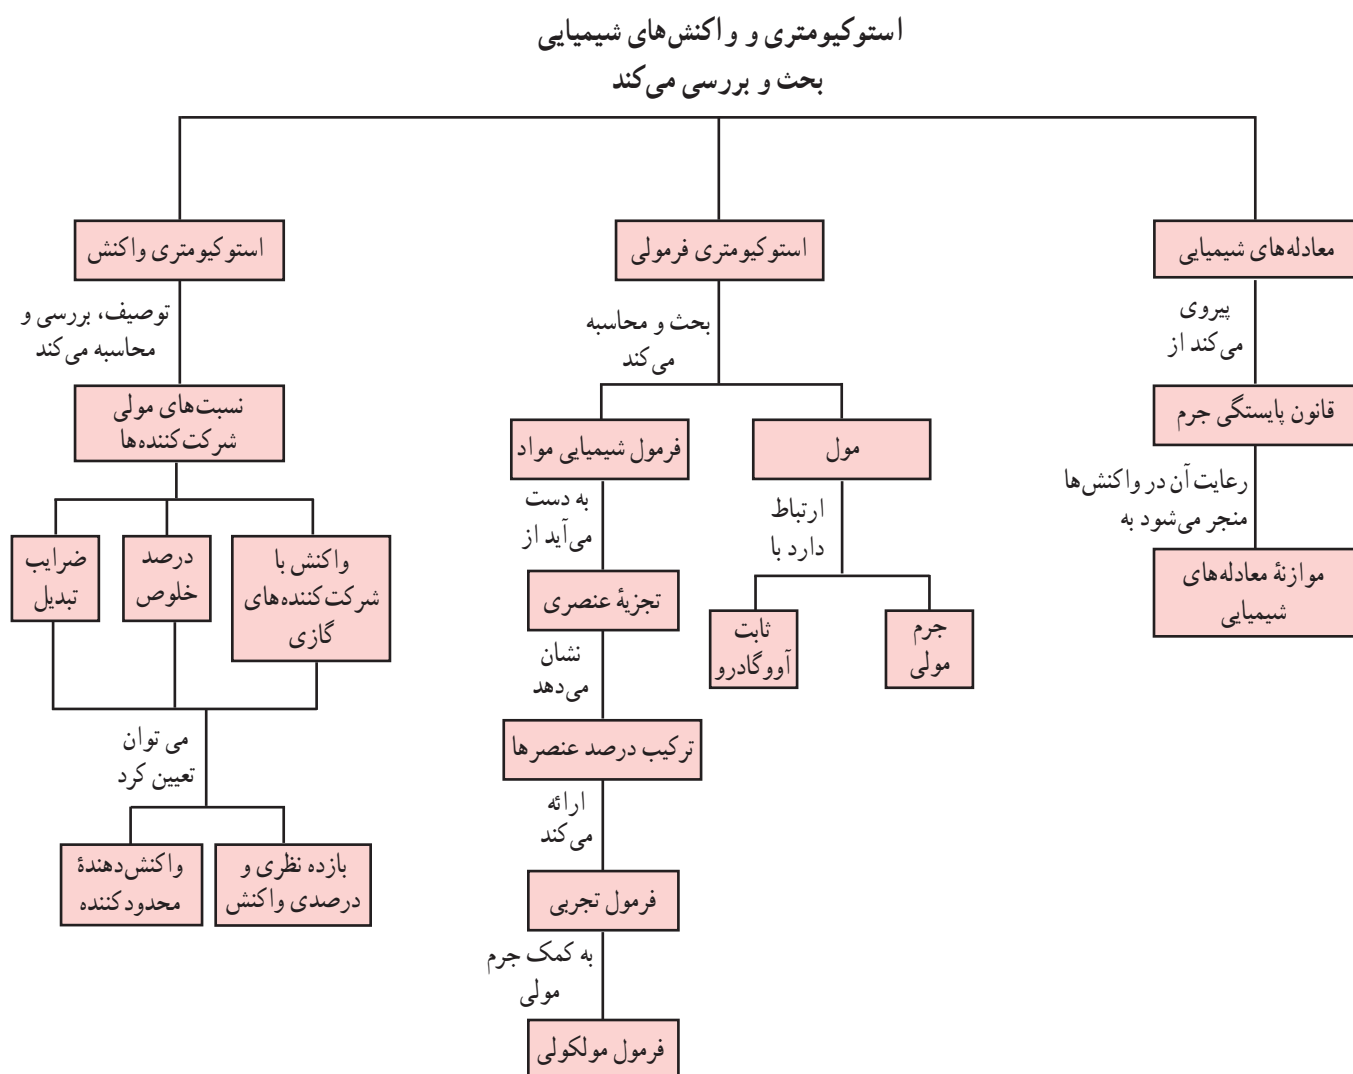 استوکیومتری و واکنش‌های شیمیایی
بحث و بررسی می‌کند
معادله‌های شیمیایی
پیروی
می‌کند از
قانون پایستگی جرم
رعایت آن در واکنش‌ها
منجر می‌شود به
موازنهٔ معادله‌های
شیمیایی
استوکیومتری فرمولی
بحث و محاسبه
می‌کند
مول
ارتباط
دارد با
جرم
مولی
ثابت
آووگادرو
فرمول شیمیایی مواد
به دست
می‌آید از
تجزیهٔ عنصری
نشان
می‌دهد
ترکیب درصد عنصرها
ارائه
می‌کند
فرمول تجربی
به کمک جرم
مولی
فرمول مولکولی
استوکیومتری واکنش
توصیف، بررسی و
محاسبه می‌کند
نسبت‌های مولی
شرکت‌کننده‌ها
واکنش با
شرکت‌کننده‌های
گازی
درصد
خلوص
ضرایب
تبدیل
می توان
تعیین کرد
بازده نظری و
درصدی واکنش
واکنش‌دهندهٔ
محدودکننده